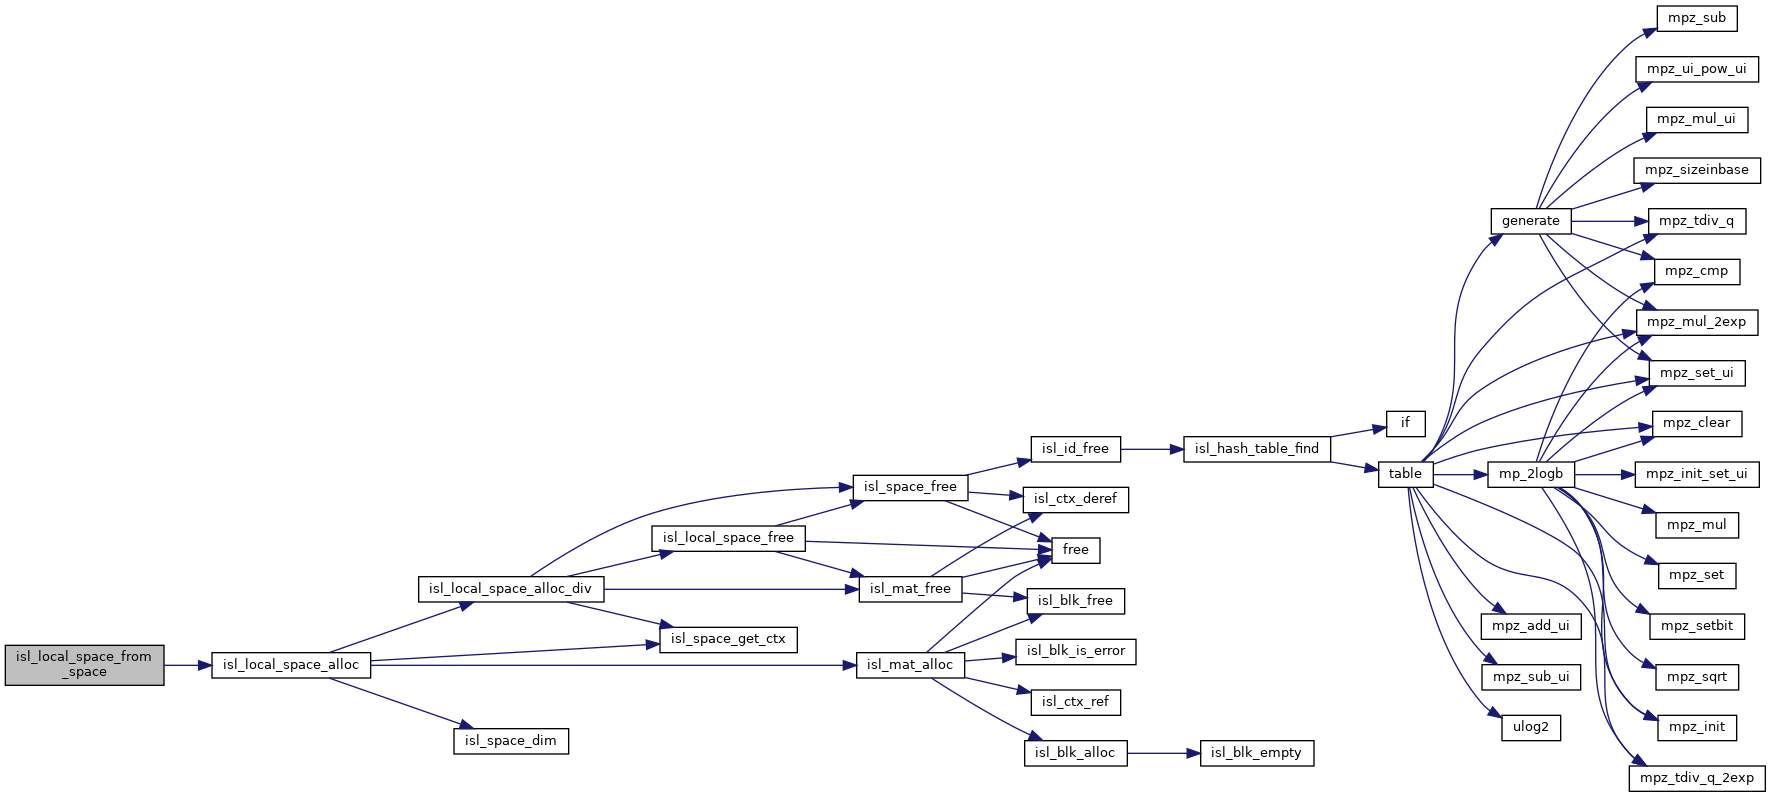 isl_local_space_from
_space
isl_local_space_alloc
isl_local_space_alloc_div
isl_space_dim
isl_local_space_free
isl_space_get_ctx
isl_space_free
isl_mat_free
isl_mat_alloc
isl_id_free
isl_ctx_deref
free
isl_blk_free
isl_blk_is_error
isl_ctx_ref
isl_blk_alloc
isl_hash_table_find
isl_blk_empty
if
table
generate
mp_2logb
mpz_add_ui
mpz_sub_ui
ulog2
mpz_sub
mpz_ui_pow_ui
mpz_mul_ui
mpz_sizeinbase
mpz_tdiv_q
mpz_cmp
mpz_mul_2exp
mpz_set_ui
mpz_clear
mpz_init_set_ui
mpz_mul
mpz_set
mpz_setbit
mpz_sqrt
mpz_init
mpz_tdiv_q_2exp